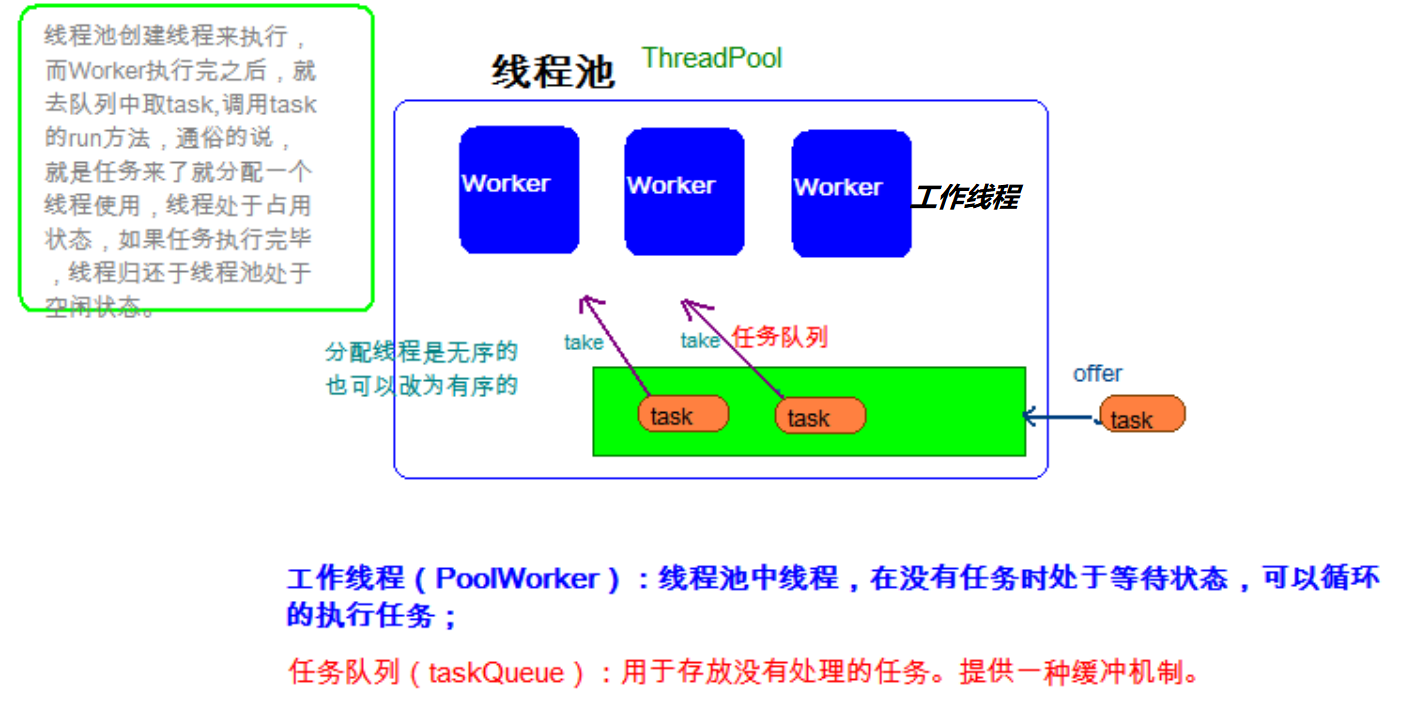 线程池创建线程来执行，
而Worker执行完之后，就
去队列中取task,调用task
的run方法，通俗的说，
就是任务来了就分配一个
线程使用，线程处于占用
状态，如果任务执行完毕
，线程归还于线程池处于
空闲状态。
线程池 ThreadPool
Worker Worker Worker 工作线程
分配线程是无序的
也可以改为有序的
take take 任务队列
offer
task task task
工作线程（PoolWorker）：线程池中线程，在没有任务时处于等待状态，可以循环
的执行任务；
任务队列（taskQueue）：用于存放没有处理的任务。提供一种缓冲机制。